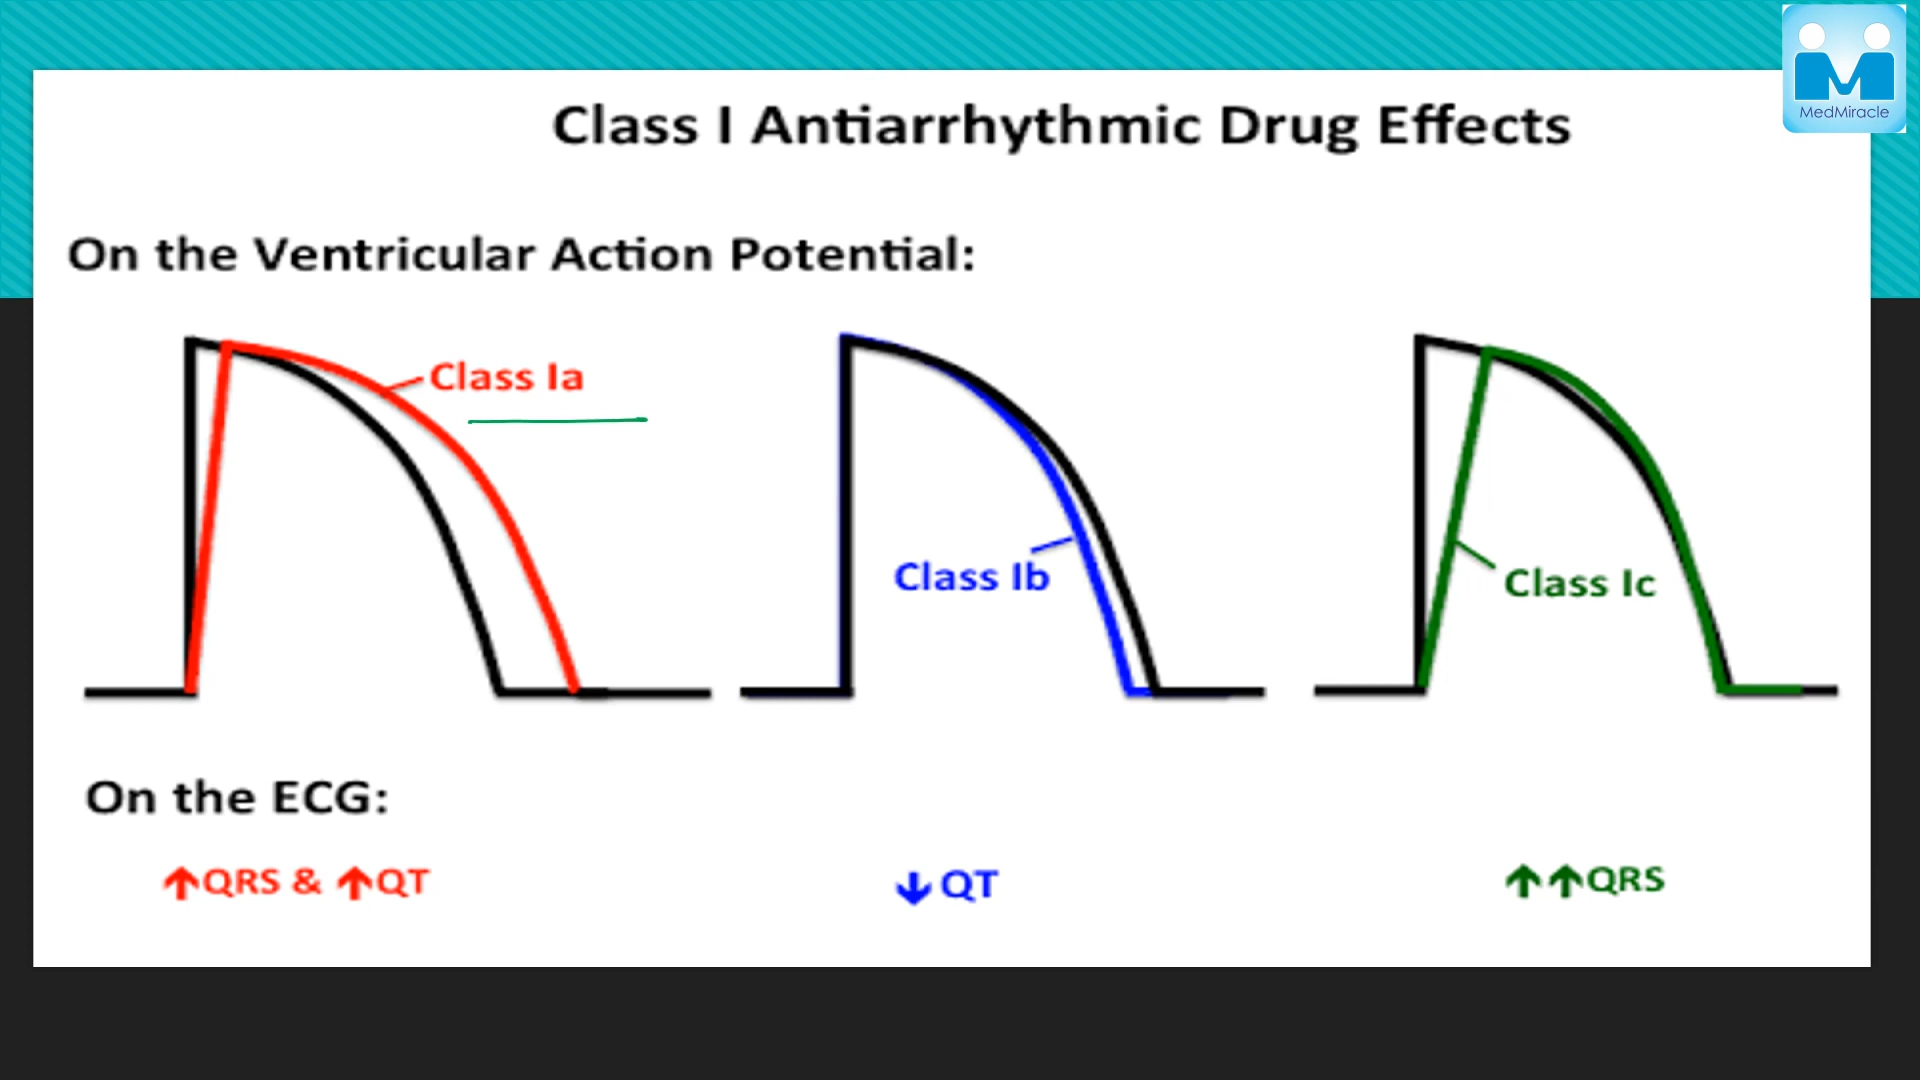 MedMiracle
Class I Antiarrhythmic Drug Effects
On the Ventricular Action Potential:
Class Ia
Class Ib
Class Ic
On the ECG:
↑QRS & ↑QT
↓ QT
↑↑QRS